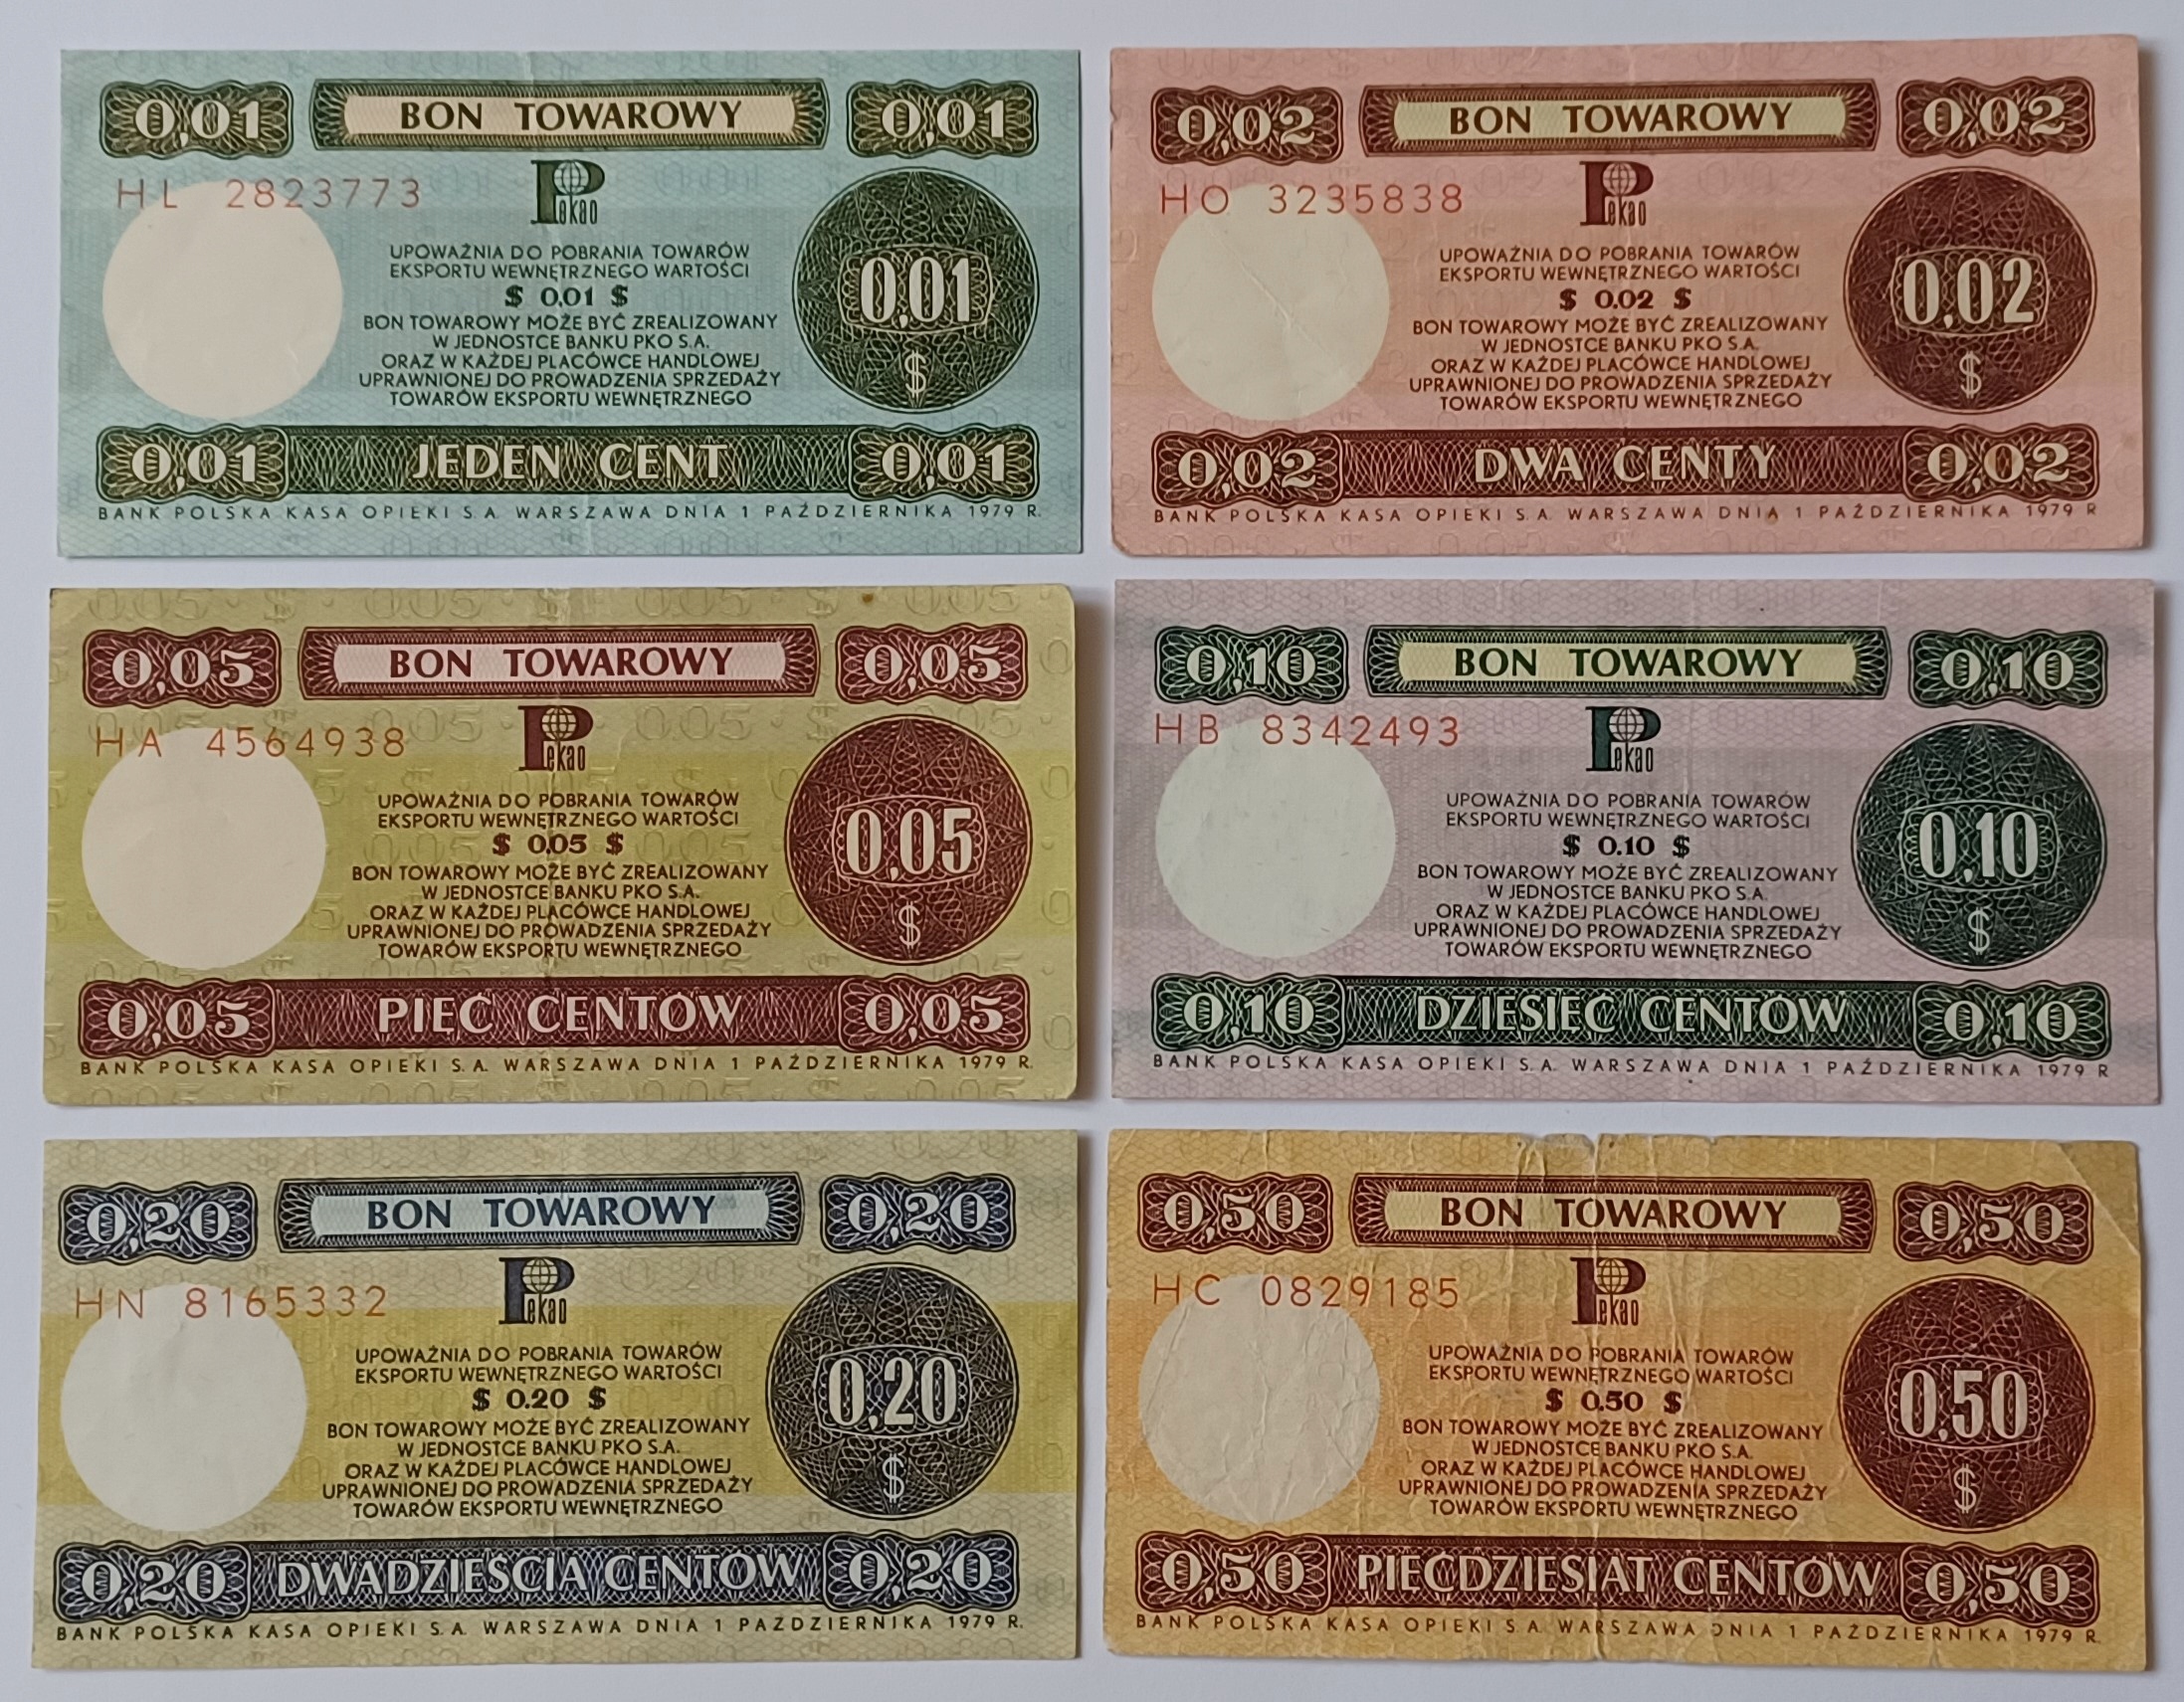 0,01 BON TOWAROWY 0,01
HL 2823773
Pekao
UPOWAŻNIA DO POBRANIA TOWARÓW
EKSPORTU WEWNĘTRZNEGO WARTOŚCI
$ 0.01 $
BON TOWAROWY MOŻE BYĆ ZREALIZOWANY
W JEDNOSTCE BANKU PKO S.A.
ORAZ W KAŻDEJ PLACÓWCE HANDLOWEJ
UPRAWNIONEJ DO PROWADZENIA SPRZEDAŻY
TOWARÓW EKSPORTU WEWNĘTRZNEGO
0,01
$
0,01 JEDEN CENT 0,01
BANK POLSKA KASA OPIEKI S.A. WARSZAWA DNIA 1 PAŹDZIERNIKA 1979 R.
0,02 BON TOWAROWY 0,02
HO 3235838
Pekao
UPOWAŻNIA DO POBRANIA TOWARÓW
EKSPORTU WEWNĘTRZNEGO WARTOŚCI
$ 0.02 $
BON TOWAROWY MOŻE BYĆ ZREALIZOWANY
W JEDNOSTCE BANKU PKO S.A.
ORAZ W KAŻDEJ PLACÓWCE HANDLOWEJ
UPRAWNIONEJ DO PROWADZENIA SPRZEDAŻY
TOWARÓW EKSPORTU WEWNĘTRZNEGO
0,02
$
0,02 DWA CENTY 0,02
BANK POLSKA KASA OPIEKI S.A. WARSZAWA DNIA 1 PAŹDZIERNIKA 1979 R
0,05 BON TOWAROWY 0,05
HA 4564938
Pekao
UPOWAŻNIA DO POBRANIA TOWARÓW
EKSPORTU WEWNĘTRZNEGO WARTOŚCI
$ 0.05 $
BON TOWAROWY MOŻE BYĆ ZREALIZOWANY
W JEDNOSTCE BANKU PKO S.A.
ORAZ W KAŻDEJ PLACÓWCE HANDLOWEJ
UPRAWNIONEJ DO PROWADZENIA SPRZEDAŻY
TOWARÓW EKSPORTU WEWNĘTRZNEGO
0,05
$
0,05 PIĘĆ CENTÓW 0,05
BANK POLSKA KASA OPIEKI S.A. WARSZAWA DNIA 1 PAŹDZIERNIKA 1979 R.
0,10 BON TOWAROWY 0,10
HB 8342493
Pekao
UPOWAŻNIA DO POBRANIA TOWARÓW
EKSPORTU WEWNĘTRZNEGO WARTOŚCI
$ 0.10 $
BON TOWAROWY MOŻE BYĆ ZREALIZOWANY
W JEDNOSTCE BANKU PKO S.A.
ORAZ W KAŻDEJ PLACÓWCE HANDLOWEJ
UPRAWNIONEJ DO PROWADZENIA SPRZEDAŻY
TOWARÓW EKSPORTU WEWNĘTRZNEGO
0,10
$
0,10 DZIESIĘĆ CENTÓW 0,10
BANK POLSKA KASA OPIEKI S.A. WARSZAWA DNIA 1 PAŹDZIERNIKA 1979 R
0,20 BON TOWAROWY 0,20
HN 8165332
Pekao
UPOWAŻNIA DO POBRANIA TOWARÓW
EKSPORTU WEWNĘTRZNEGO WARTOŚCI
$ 0.20 $
BON TOWAROWY MOŻE BYĆ ZREALIZOWANY
W JEDNOSTCE BANKU PKO S.A.
ORAZ W KAŻDEJ PLACÓWCE HANDLOWEJ
UPRAWNIONEJ DO PROWADZENIA SPRZEDAŻY
TOWARÓW EKSPORTU WEWNĘTRZNEGO
0,20
$
0,20 DWADZIEŚCIA CENTÓW 0,20
BANK POLSKA KASA OPIEKI S.A. WARSZAWA DNIA 1 PAŹDZIERNIKA 1979 R.
0,50 BON TOWAROWY 0,50
HC 0829185
Pekao
UPOWAŻNIA DO POBRANIA TOWARÓW
EKSPORTU WEWNĘTRZNEGO WARTOŚCI
$ 0.50 $
BON TOWAROWY MOŻE BYĆ ZREALIZOWANY
W JEDNOSTCE BANKU PKO S.A.
ORAZ W KAŻDEJ PLACÓWCE HANDLOWEJ
UPRAWNIONEJ DO PROWADZENIA SPRZEDAŻY
TOWARÓW EKSPORTU WEWNĘTRZNEGO
0,50
$
0,50 PIĘĆDZIESIĄT CENTÓW 0,50
BANK POLSKA KASA OPIEKI S.A. WARSZAWA DNIA 1 PAŹDZIERNIKA 1979 R.